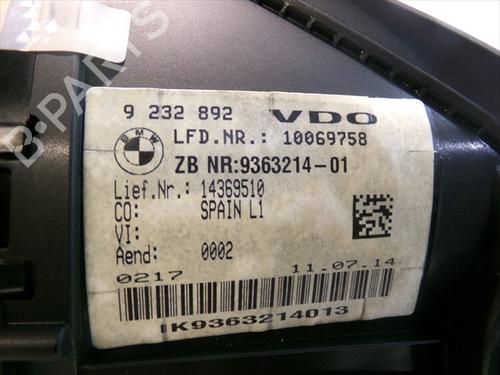 9 232 892 VDO
BMW
LFD.NR.: 10069758
ZB NR:9363214-01
Lief.Nr.: 14369510
CO: SPAIN L1
VI:
Aend: 0002
0217 11.07.14
K9363214013
B-PARTS